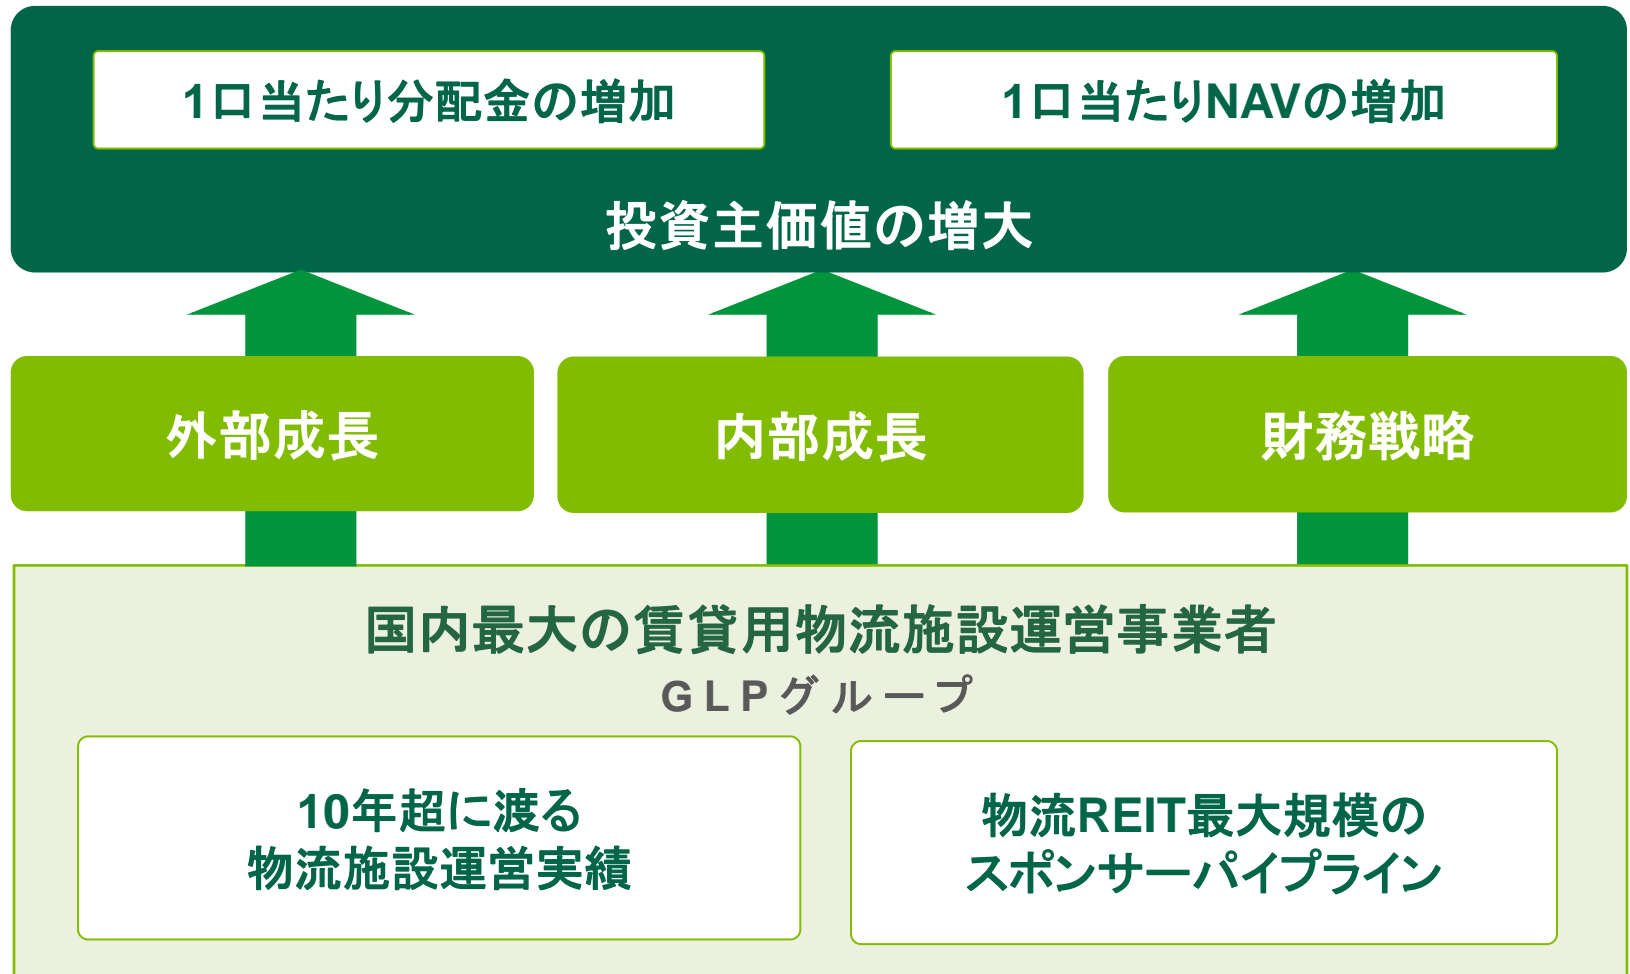 1口当たり分配金の増加
1口当たりNAVの増加
投資主価値の増大
外部成長
内部成長
財務戦略
国内最大の賃貸用物流施設運営事業者
GLPグループ
10年超に渡る
物流施設運営実績
物流REIT最大規模の
スポンサーパイプライン